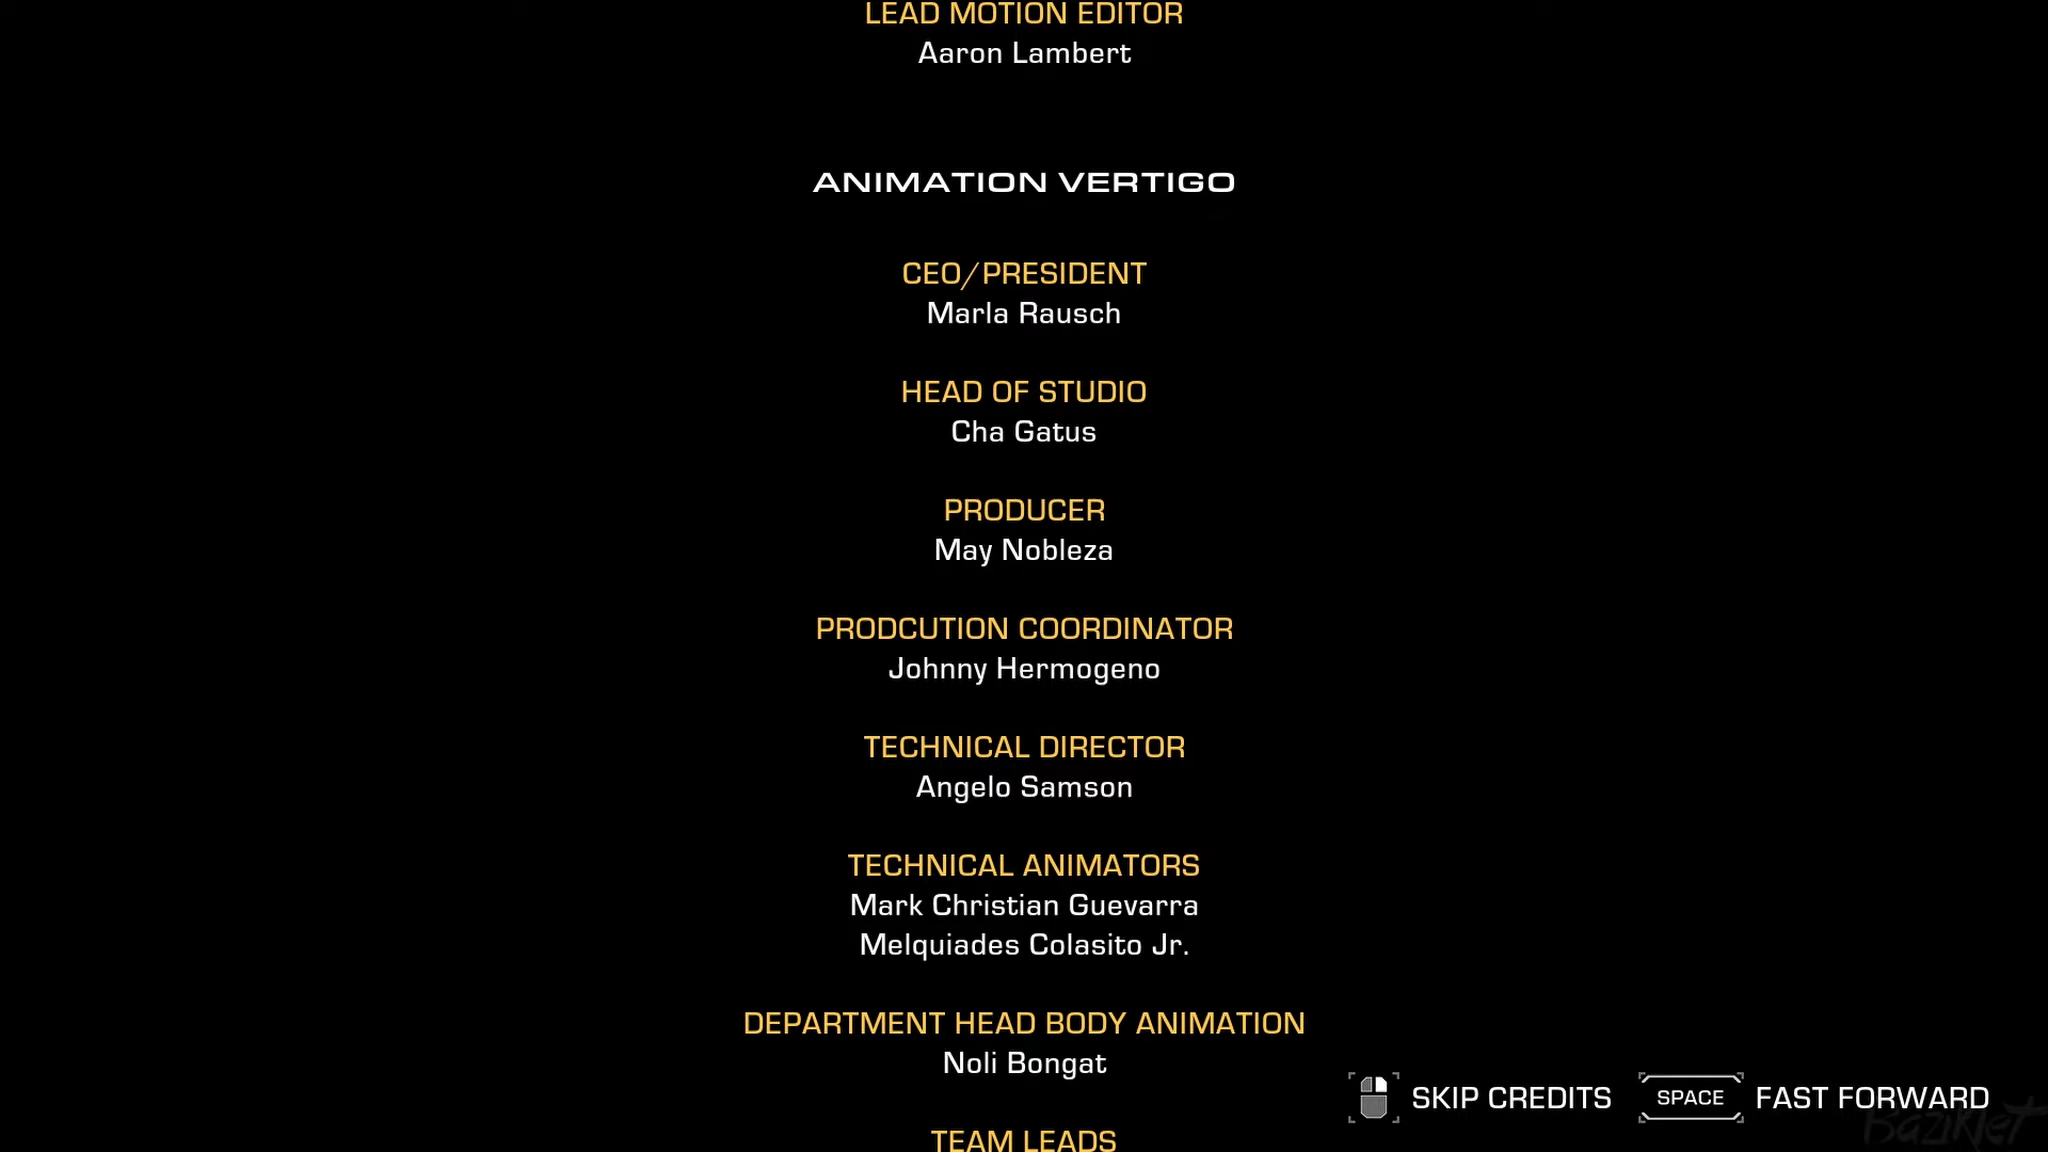 LEAD MOTION EDITOR
Aaron Lambert
ANIMATION VERTIGO
CEO/PRESIDENT
Marla Rausch
HEAD OF STUDIO
Cha Gatus
PRODUCER
May Nobleza
PRODCUTION COORDINATOR
Johnny Hermogeno
TECHNICAL DIRECTOR
Angelo Samson
TECHNICAL ANIMATORS
Mark Christian Guevarra
Melquiades Colasito Jr.
DEPARTMENT HEAD BODY ANIMATION
Noli Bongat
SKIP CREDITS SPACE FAST FORWARD
TEAM LEADS